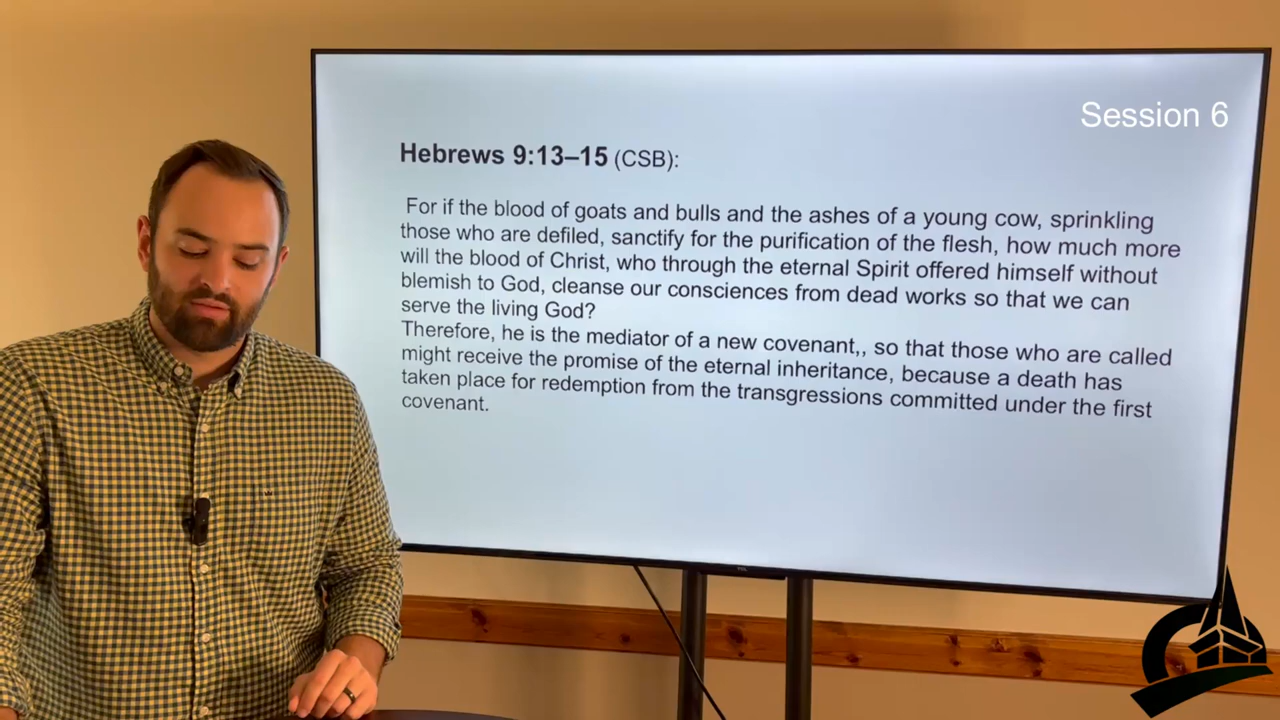 Session 6
Hebrews 9:13–15 (CSB):
For if the blood of goats and bulls and the ashes of a young cow, sprinkling
those who are defiled, sanctify for the purification of the flesh, how much more
will the blood of Christ, who through the eternal Spirit offered himself without
blemish to God, cleanse our consciences from dead works so that we can
serve the living God?
Therefore, he is the mediator of a new covenant,, so that those who are called
might receive the promise of the eternal inheritance, because a death has
taken place for redemption from the transgressions committed under the first
covenant.
TCL